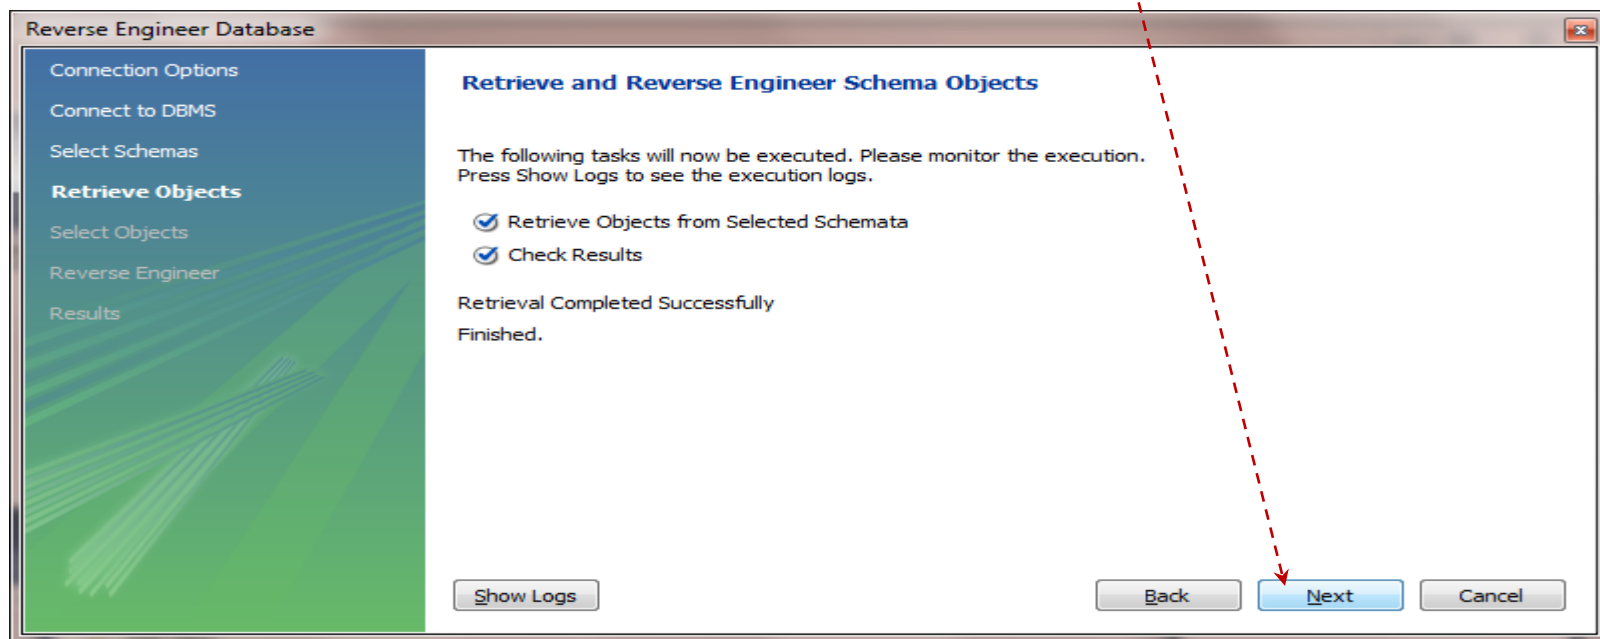 Reverse Engineer Database
Connection Options
Connect to DBMS
Select Schemas
Retrieve Objects
Select Objects
Reverse Engineer
Results
Retrieve and Reverse Engineer Schema Objects
The following tasks will now be executed. Please monitor the execution.
Press Show Logs to see the execution logs.
Retrieve Objects from Selected Schemata
Check Results
Retrieval Completed Successfully
Finished.
Show Logs
Back
Next
Cancel